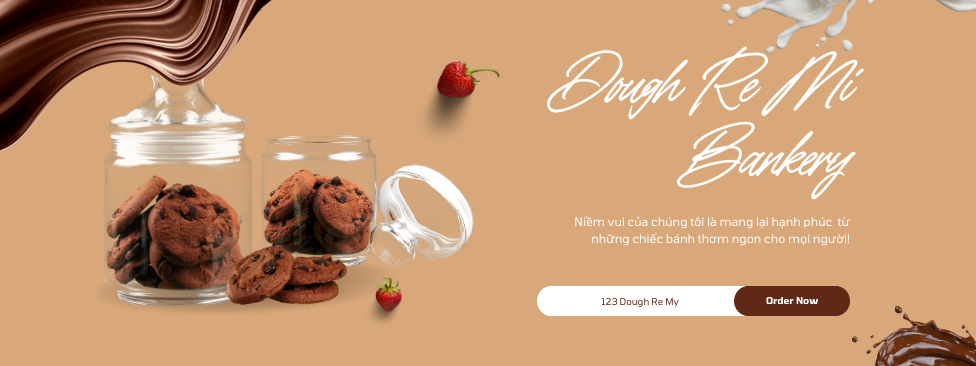 Dough Re Mi
Bankery
Niềm vui của chúng tôi là mang lại hạnh phúc từ
những chiếc bánh thơm ngon cho mọi người!
123 Dough Re My
Order Now